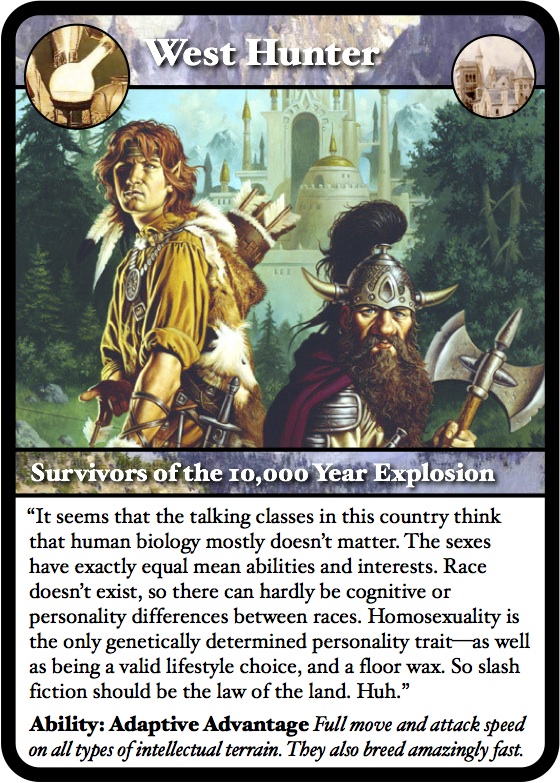 West Hunter
Survivors of the 10,000 Year Explosion
“It seems that the talking classes in this country think
that human biology mostly doesn’t matter. The sexes
have exactly equal mean abilities and interests. Race
doesn’t exist, so there can hardly be cognitive or
personality differences between races. Homosexuality is
the only genetically determined personality trait—as well
as being a valid lifestyle choice, and a floor wax. So slash
fiction should be the law of the land. Huh.”
Ability: Adaptive Advantage Full move and attack speed
on all types of intellectual terrain. They also breed amazingly fast.